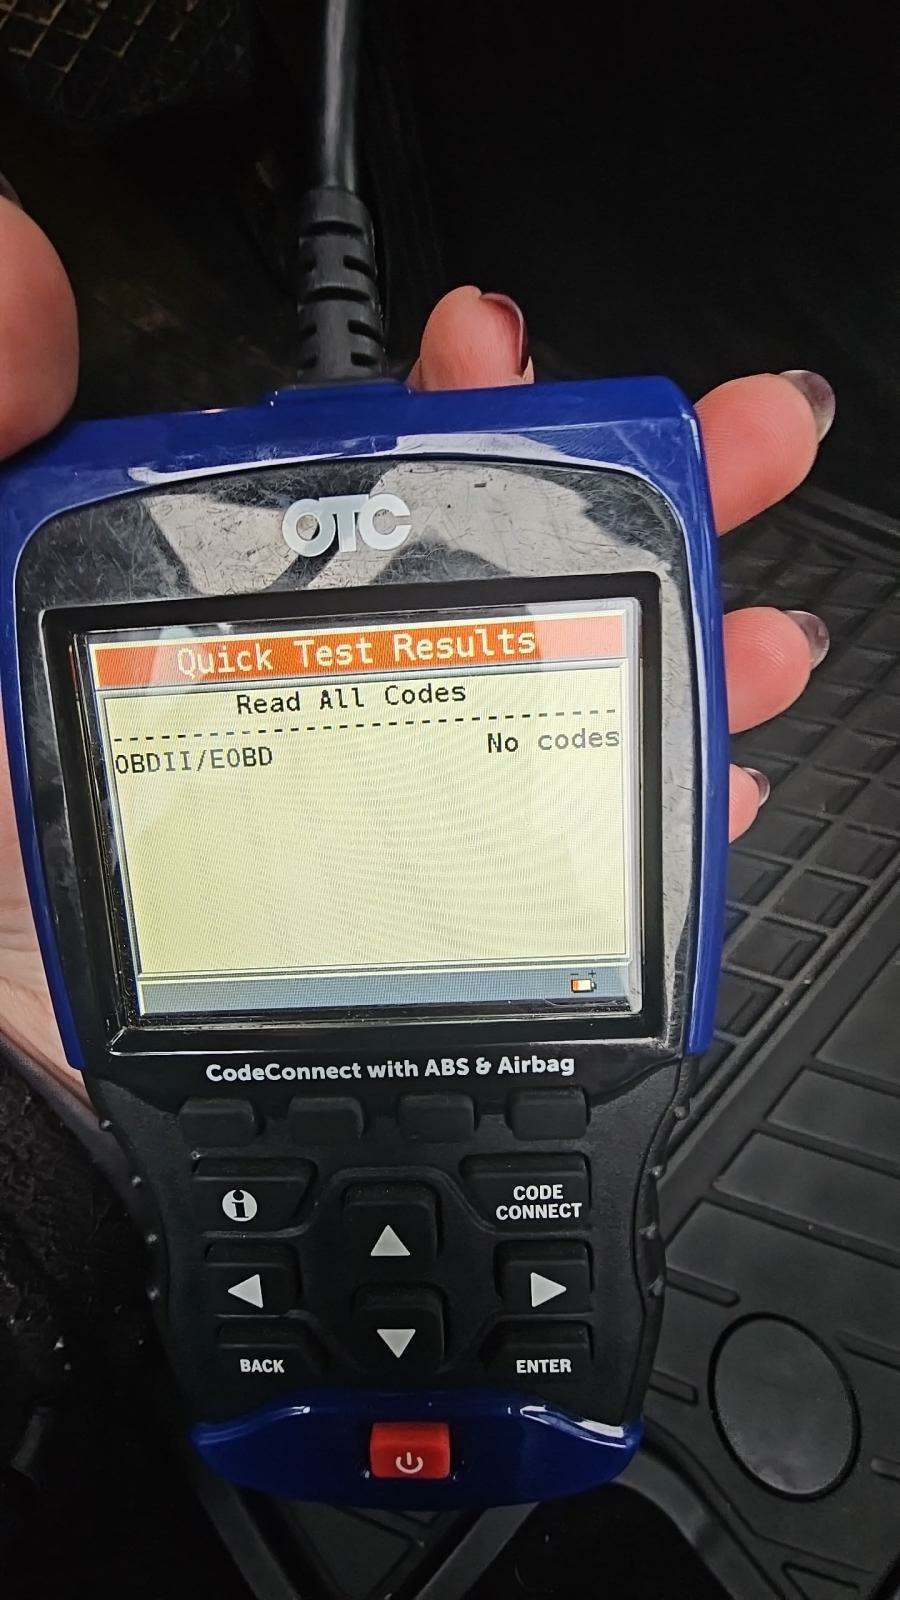 OTC
Quick Test Results
Read All Codes
OBDII/EOBD No codes
CodeConnect with ABS & Airbag
CODE
CONNECT
BACK
ENTER